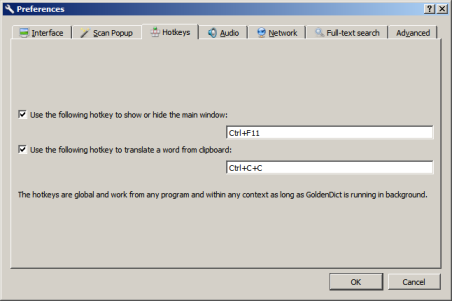 Preferences
Interface Scan Popup Hotkeys Audio Network Full-text search Advanced
Use the following hotkey to show or hide the main window:
Ctrl+F11
Use the following hotkey to translate a word from clipboard:
Ctrl+C+C
The hotkeys are global and work from any program and within any context as long as GoldenDict is running in background.
OK Cancel